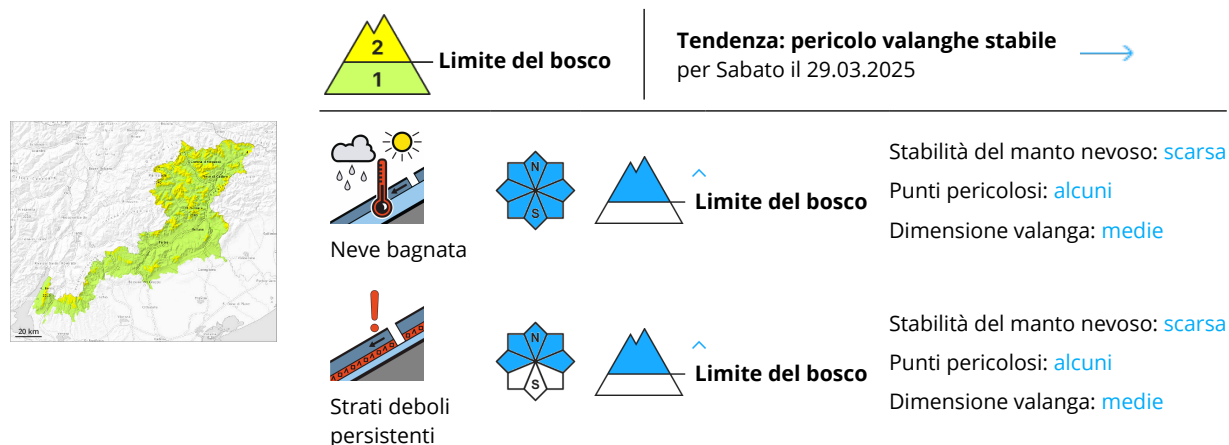 2
1
Limite del bosco
Tendenza: pericolo valanghe stabile
per Sabato il 29.03.2025
20 km
N
S
Neve bagnata
Limite del bosco
Stabilità del manto nevoso: scarsa
Punti pericolosi: alcuni
Dimensione valanga: medie
N
S
Strati deboli
persistenti
Limite del bosco
Stabilità del manto nevoso: scarsa
Punti pericolosi: alcuni
Dimensione valanga: medie